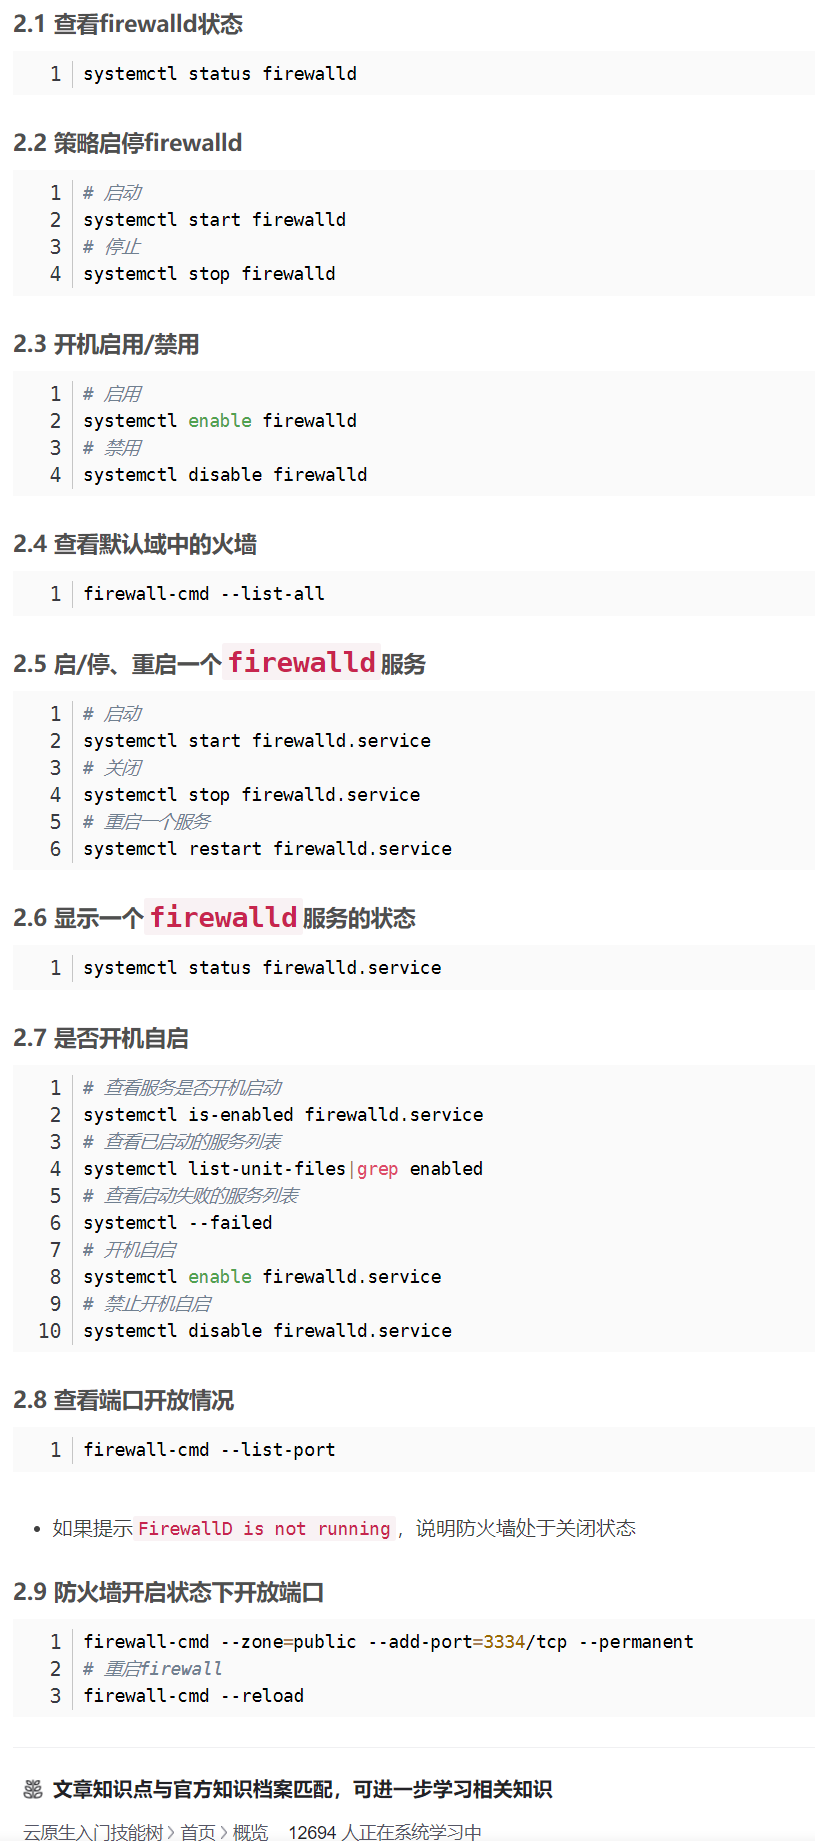 2.1 查看firewalld状态
1 systemctl status firewalld
2.2 策略启停firewalld
1 # 启动
2 systemctl start firewalld
3 # 停止
4 systemctl stop firewalld
2.3 开机启用/禁用
1 # 启用
2 systemctl enable firewalld
3 # 禁用
4 systemctl disable firewalld
2.4 查看默认域中的火墙
1 firewall-cmd --list-all
2.5 启/停、重启一个firewalld服务
1 # 启动
2 systemctl start firewalld.service
3 # 关闭
4 systemctl stop firewalld.service
5 # 重启一个服务
6 systemctl restart firewalld.service
2.6 显示一个firewalld服务的状态
1 systemctl status firewalld.service
2.7 是否开机自启
1 # 查看服务是否开机启动
2 systemctl is-enabled firewalld.service
3 # 查看已启动的服务列表
4 systemctl list-unit-files|grep enabled
5 # 查看启动失败的服务列表
6 systemctl --failed
7 # 开机自启
8 systemctl enable firewalld.service
9 # 禁止开机自启
10 systemctl disable firewalld.service
2.8 查看端口开放情况
1 firewall-cmd --list-port
• 如果提示FirewallD is not running，说明防火墙处于关闭状态
2.9 防火墙开启状态下开放端口
1 firewall-cmd --zone=public --add-port=3334/tcp --permanent
2 # 重启firewall
3 firewall-cmd --reload
文章知识点与官方知识档案匹配，可进一步学习相关知识
云原生入门技能树 > 首页 > 概览 12694 人正在系统学习中